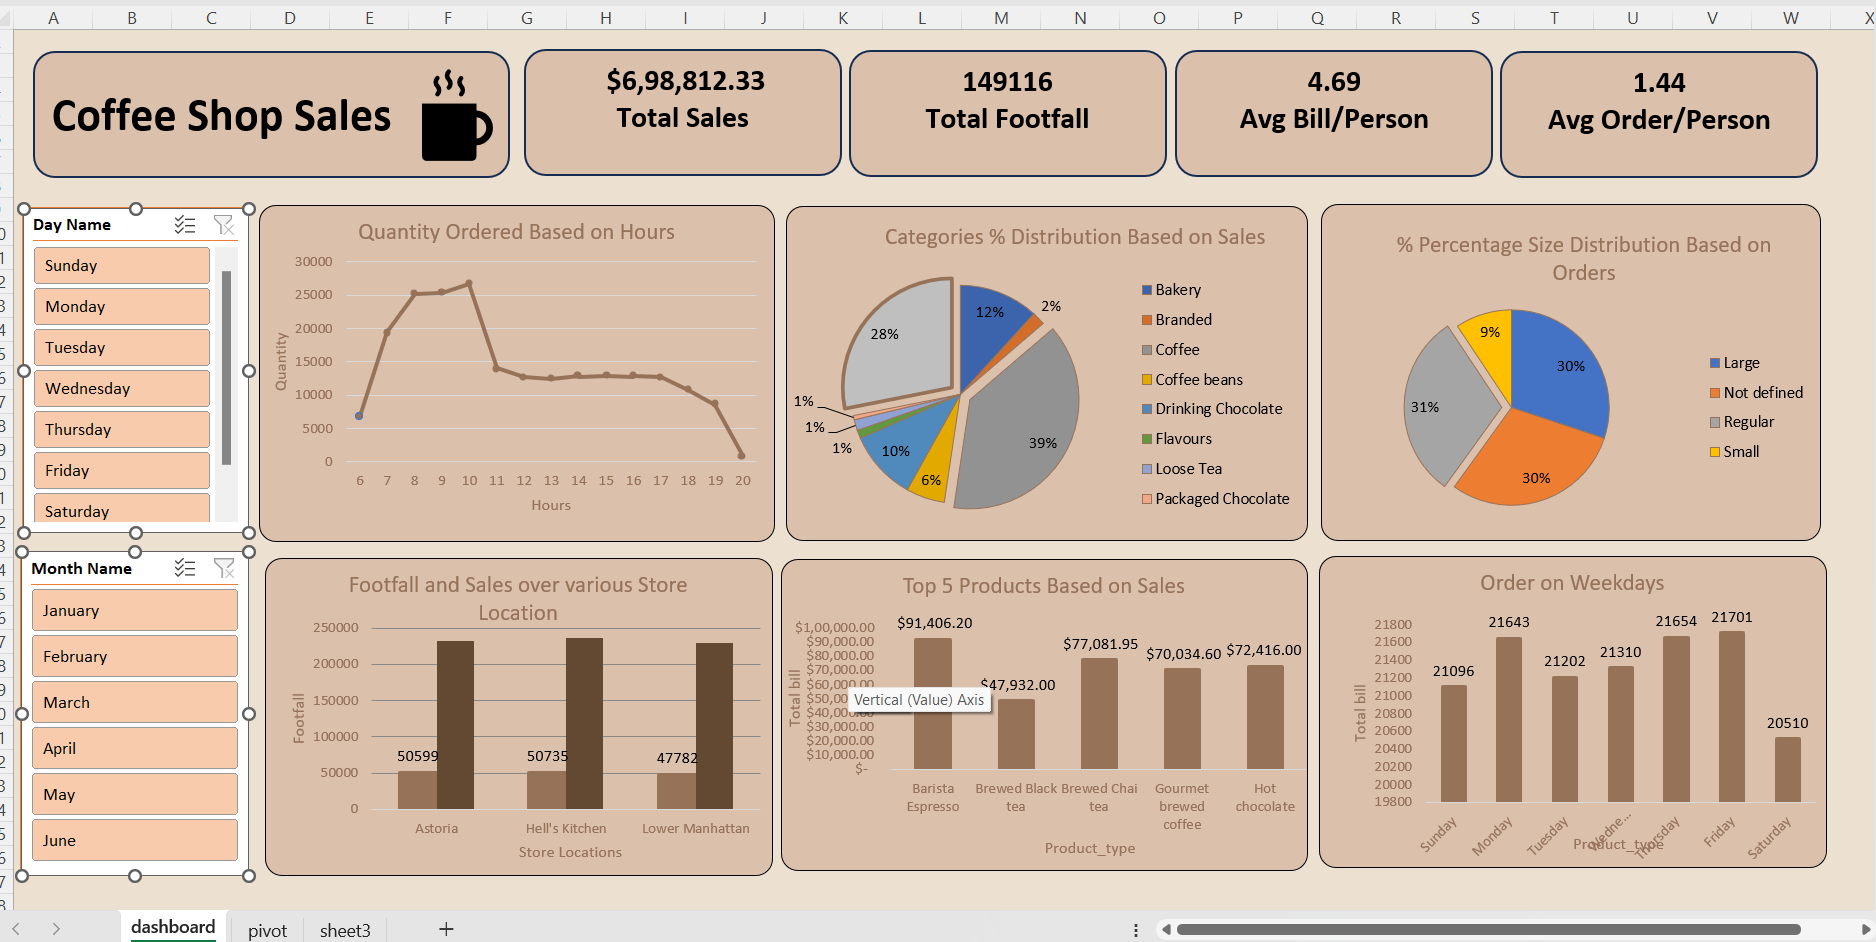 A B C D E F G H I J K L M N O P Q R S T U V W X
Coffee Shop Sales
$6,98,812.33
Total Sales
149116
Total Footfall
4.69
Avg Bill/Person
1.44
Avg Order/Person
Day Name
Sunday
Monday
Tuesday
Wednesday
Thursday
Friday
Saturday
Quantity Ordered Based on Hours
Quantity
30000
25000
20000
15000
10000
5000
0
6 7 8 9 10 11 12 13 14 15 16 17 18 19 20
Hours
Categories % Distribution Based on Sales
28%
12%
2%
39%
6%
10%
1%
1%
1%
Bakery
Branded
Coffee
Coffee beans
Drinking Chocolate
Flavours
Loose Tea
Packaged Chocolate
% Percentage Size Distribution Based on
Orders
9%
30%
31%
30%
Large
Not defined
Regular
Small
Month Name
January
February
March
April
May
June
Footfall and Sales over various Store
Location
Footfall
250000
200000
150000
100000
50000
0
50599
50735
47782
Astoria Hell's Kitchen Lower Manhattan
Store Locations
Top 5 Products Based on Sales
Total bill
$1,00,000.00
$90,000.00
$80,000.00
$70,000.00
$60,000.00
$50,0
$40,000.00
$30,000.00
$20,000.00
$10,000.00
$-
$91,406.20
$47,932.00
$77,081.95
$70,034.60
$72,416.00
Vertical (Value) Axis
Barista
Espresso
Brewed Black
tea
Brewed Chai
tea
Gourmet
brewed
coffee
Hot
chocolate
Product_type
Order on Weekdays
Total bill
21800
21600
21400
21200
21000
20800
20600
20400
20200
20000
19800
21096
21643
21202
21310
21654
21701
20510
Sunday
Monday
Tuesday
Wedne...
Thursday
Friday
Saturday
Product_type
dashboard pivot sheet3